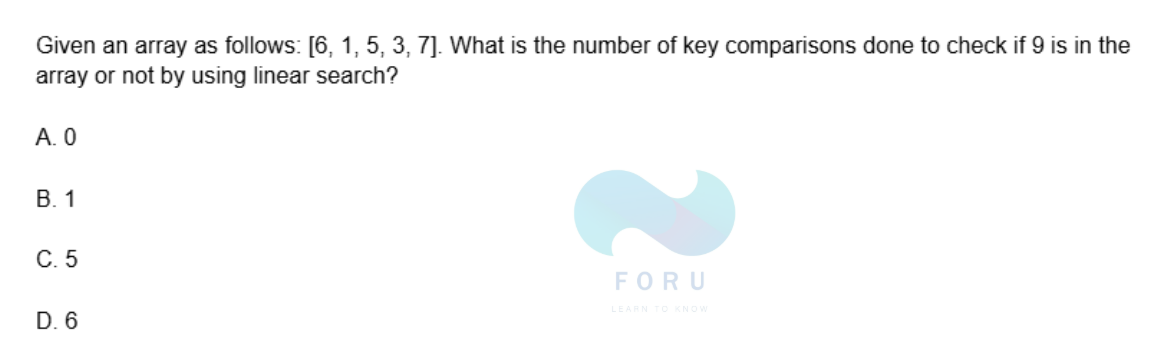 Given an array as follows: [6, 1, 5, 3, 7]. What is the number of key comparisons done to check if 9 is in the
array or not by using linear search?
A. 0
B. 1
C. 5
FORU
LEARN TO KNOW
D. 6